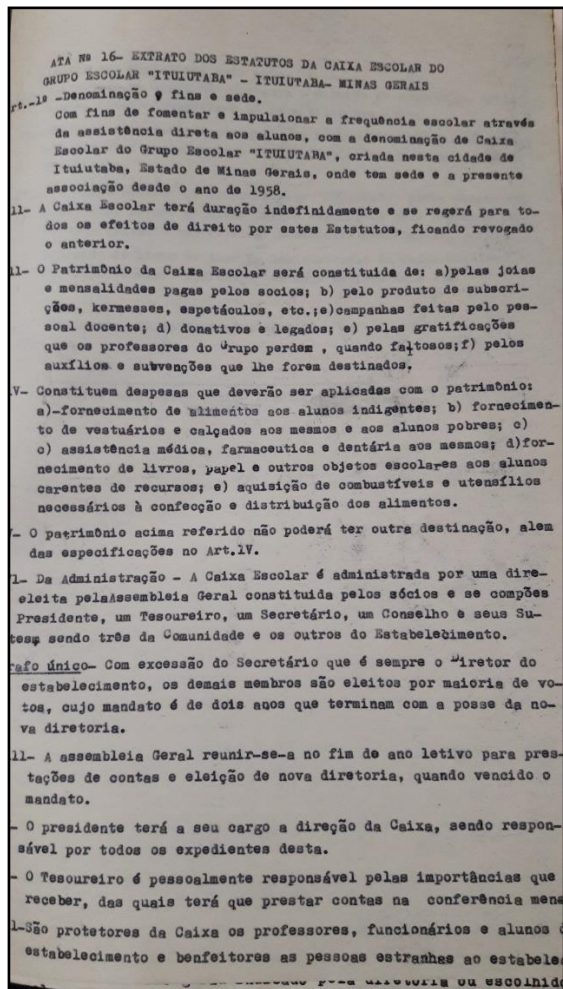 ATA Nº 16- EXTRATO DOS ESTATUTOS DA CAIXA ESCOLAR DO
GRUPO ESCOLAR "ITUIUTABA" - ITUIUTABA- MINAS GERAIS
rt.-1º -Denominação e fins e sede.
Com fins de fomentar e impulsionar a frequência escolar através
da assistência direta aos alunos, com a denominação de Caixa
Escolar do Grupo Escolar "ITUIUTABA", criada nesta cidade de
Ituiutaba, Estado de Minas Gerais, onde tem sede e a presente
associação desde o ano de 1958.
11- A Caixa Escolar terá duração indefinidamente e se regerá para to-
dos os efeitos de direito por estes Estatutos, ficando revogado
o anterior.
11- O Patrimônio da Caixa Escolar será constituida de: a)pelas joias
e mensalidades pagas pelos socios; b) pelo produto de subscri-
ções, kermesses, espetáculos, etc.;c)campanhas feitas pelo pes-
soal docente; d) donativos e legados; e) pelas gratificações
que os professores do Grupo perdem , quando faltosos;f) pelos
auxílios e subvenções que lhe forem destinados.
V- Constituem despesas que deverão ser aplicadas com o patrimônio:
a)-fornecimento de alimentos aos alunos indigentes; b) fornecimen-
to de vestuários e calçados aos mesmos e aos alunos pobres; c)
c) assistência médica, farmaceutica e dentária aos mesmos; d)for-
necimento de livros, papel e outros objetos escolares aos alunos
carentes de recursos; e) aquisição de combustíveis e utensílios
necessários à confecção e distribuição dos alimentos.
- O patrimônio acima referido não poderá ter outra destinação, alem
das especificações no Art.1V.
1- Da Administração - A Caixa Escolar é administrada por uma dire-
eleita pelaAssembleia Geral constituida pelos sócios e se compões
Presidente, um Tesoureiro, um Secretário, um Conselho e seus Su-
tes, sendo três da Comunidade e os outros do Estabelecimento.
rafo único- Com excessão do Secretário que é sempre o Diretor do
estabelecimento, os demais membros são eleitos por maioria de vo-
tos, cujo mandato é de dois anos que terminam com a posse da no-
va diretoria.
11- A assembleia Geral reunir-se-a no fim de ano letivo para pres-
tações de contas e eleição de nova diretoria, quando vencido o
mandato.
- O presidente terá a seu cargo a direção da Caixa, sendo respon-
sável por todos os expedientes desta.
- O Tesoureiro é pessoalmente responsável pelas importâncias que
receber, das quais terá que prestar contas na conferência mens
1-São protetores da Caixa os professores, funcionários e alunos d
estabelecimento e benfeitores as pessoas estranhas ao estabelec
pela diretoria ou escolhido